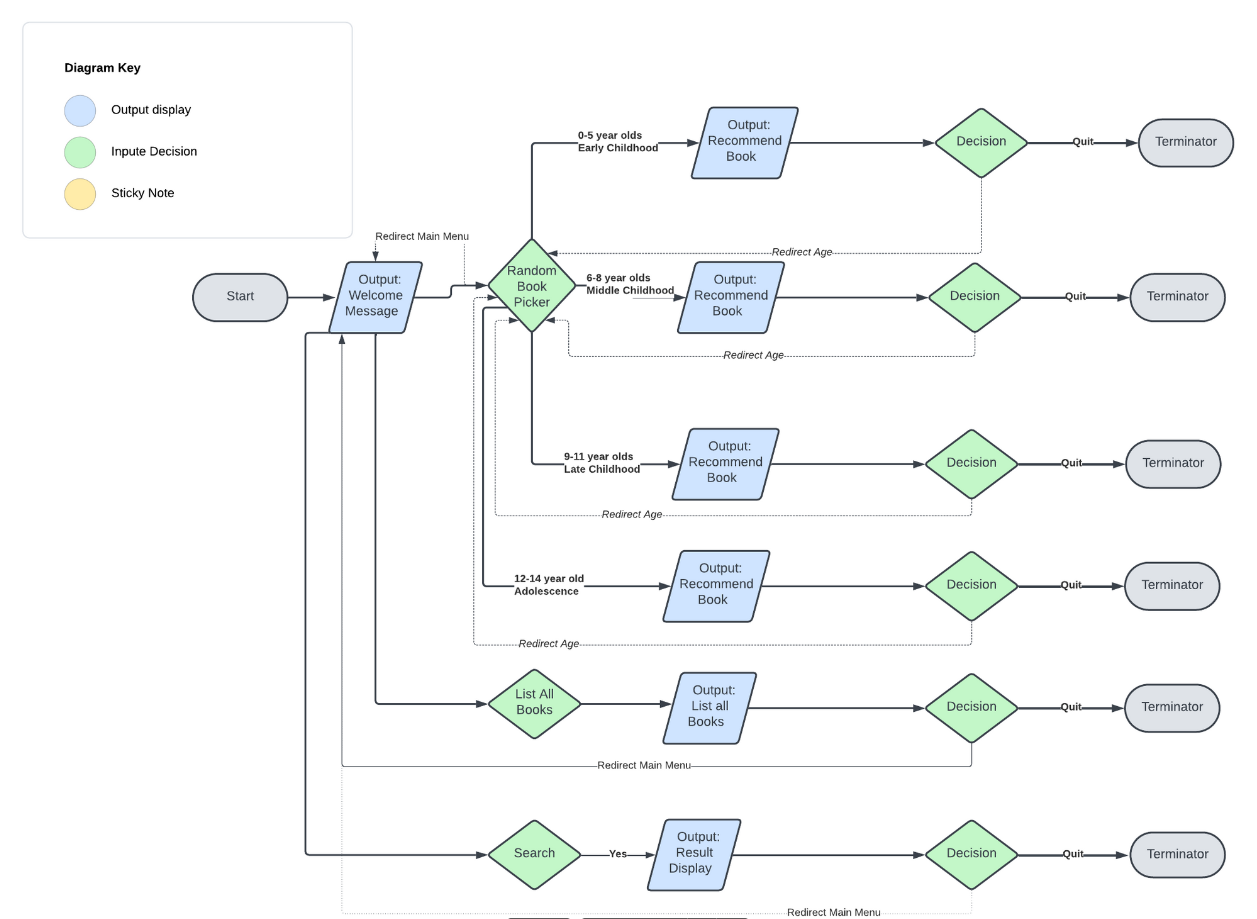 Diagram Key
Output display
Inpute Decision
Sticky Note
0-5 year olds
Early Childhood
Output:
Recommend
Book
Decision
Quit
Terminator
Redirect Main Menu
Redirect Age
Start
Output:
Welcome
Message
Random
Book
Picker
6-8 year olds
Middle Childhood
Output:
Recommend
Book
Decision
Quit
Terminator
Redirect Age
9-11 year olds
Late Childhood
Output:
Recommend
Book
Decision
Quit
Terminator
Redirect Age
12-14 year old
Adolescence
Output:
Recommend
Book
Decision
Quit
Terminator
Redirect Age
List All
Books
Output:
List all
Books
Decision
Quit
Terminator
Redirect Main Menu
Search
Yes
Output:
Result
Display
Decision
Quit
Terminator
Redirect Main Menu